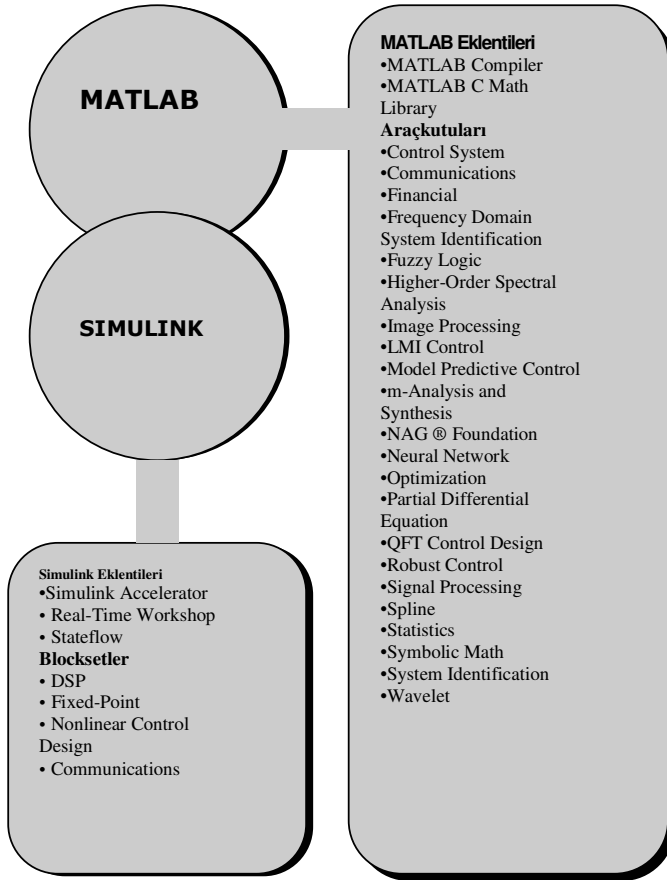 MATLAB
SIMULINK
MATLAB Eklentileri
•MATLAB Compiler
•MATLAB C Math
Library
Araçkutuları
•Control System
•Communications
•Financial
•Frequency Domain
System Identification
•Fuzzy Logic
•Higher-Order Spectral
Analysis
•Image Processing
•LMI Control
•Model Predictive Control
•m-Analysis and
Synthesis
•NAG ® Foundation
•Neural Network
•Optimization
•Partial Differential
Equation
•QFT Control Design
•Robust Control
•Signal Processing
•Spline
•Statistics
•Symbolic Math
•System Identification
•Wavelet
Simulink Eklentileri
•Simulink Accelerator
• Real-Time Workshop
• Stateflow
Blocksetler
• DSP
• Fixed-Point
• Nonlinear Control
Design
• Communications